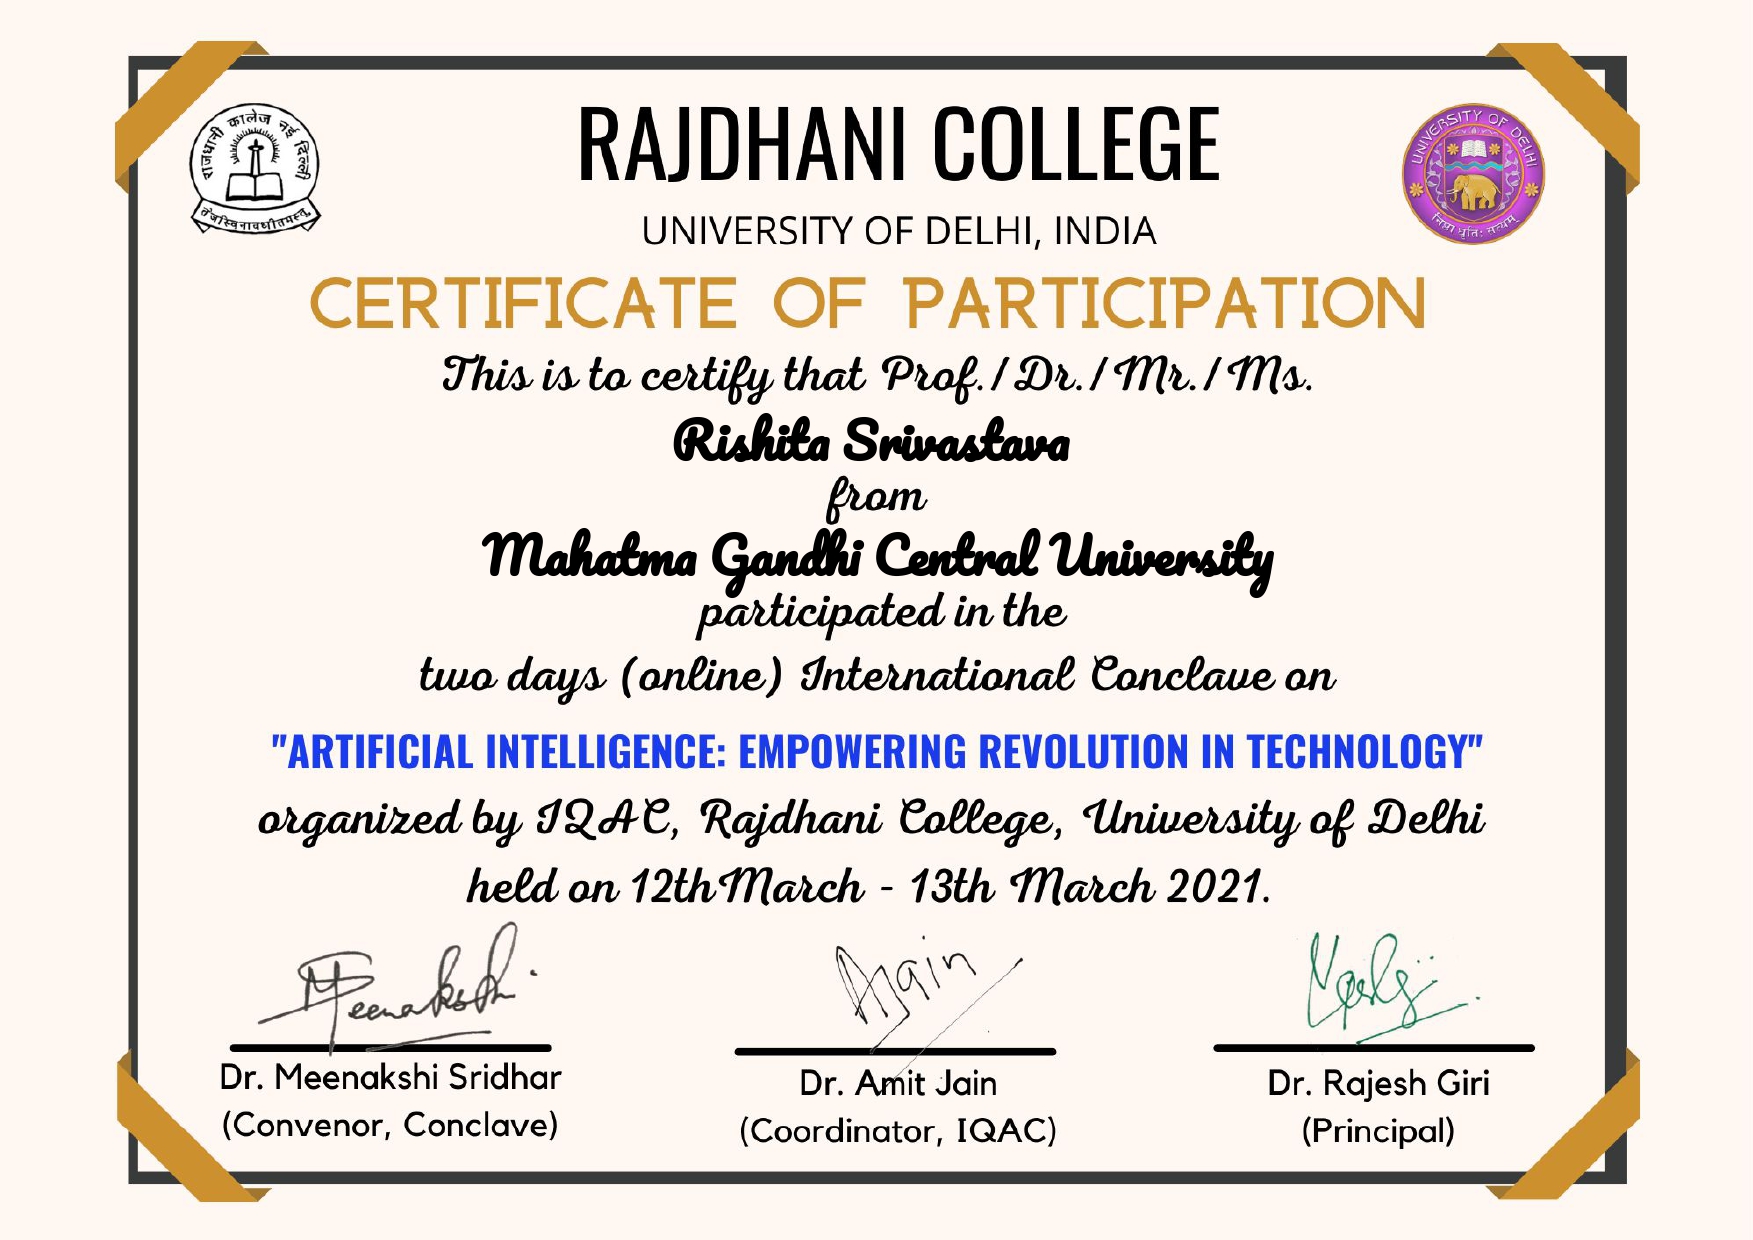 राजधानी कालेज नई दिल्ली
तेजस्विनावधीतमस्तु
RAJDHANI COLLEGE
UNIVERSITY OF DELHI, INDIA
UNIVERSITY OF DELHI
निष्ठा धृति: सत्यम्
CERTIFICATE OF PARTICIPATION
This is to certify that Prof./Dr./Mr./Ms.
Rishita Srivastava
from
Mahatma Gandhi Central University
participated in the
two days (online) International Conclave on
"ARTIFICIAL INTELLIGENCE: EMPOWERING REVOLUTION IN TECHNOLOGY"
organized by IQAC, Rajdhani College, University of Delhi
held on 12thMarch - 13th March 2021.
Meenakshi
AJain
Dr. Meenakshi Sridhar
(Convenor, Conclave)
Dr. Amit Jain
(Coordinator, IQAC)
Dr. Rajesh Giri
(Principal)